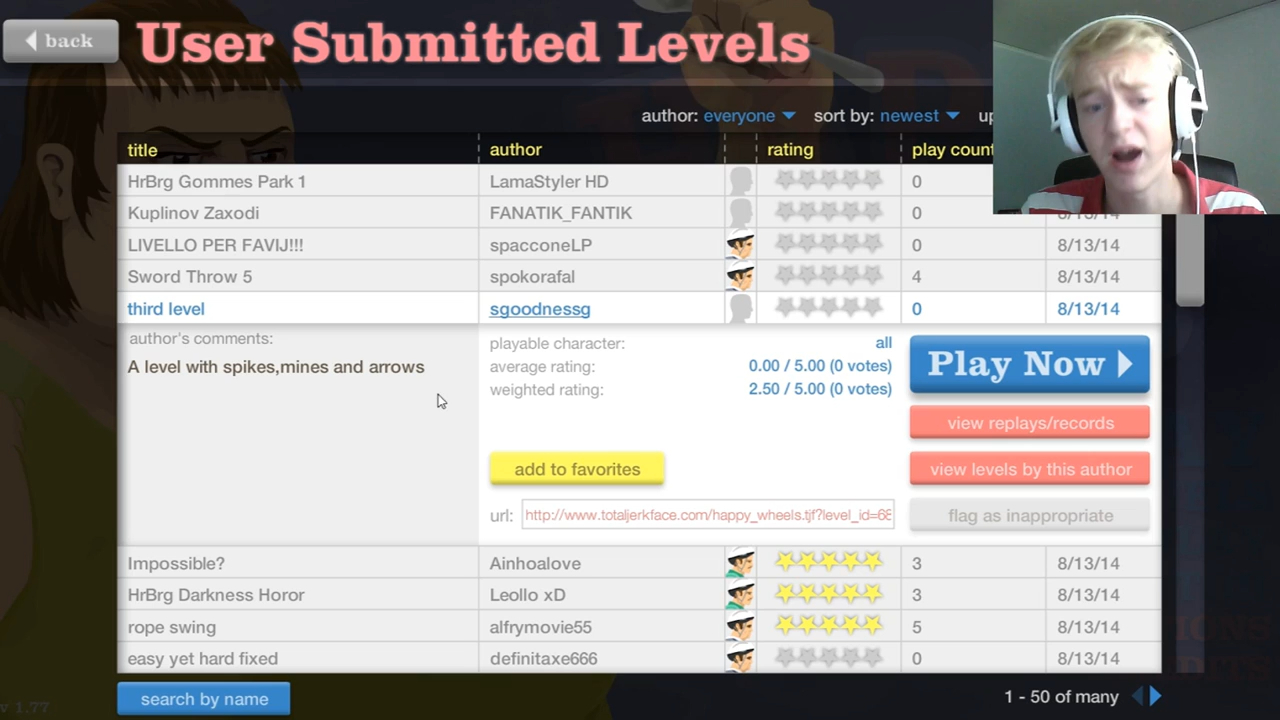 back
User Submitted Levels
author: everyone sort by: newest up
title author rating play count
HrBrg Gommes Park 1 LamaStyler HD 0
Kuplinov Zaxodi FANATIK_FANTIK 0 8/13/14
LIVELLO PER FAVIJ!!! spacconeLP 0 8/13/14
Sword Throw 5 spokorafal 4 8/13/14
third level sgoodnessg 0 8/13/14
author's comments:
A level with spikes,mines and arrows
playable character: all
average rating: 0.00 / 5.00 (0 votes)
weighted rating: 2.50 / 5.00 (0 votes)
Play Now
view replays/records
add to favorites
view levels by this author
url: http://www.totaljerkface.com/happy_wheels.tjf?level_id=68
flag as inappropriate
Impossible? Ainhoalove 3 8/13/14
HrBrg Darkness Horor Leollo xD 3 8/13/14
rope swing alfrymovie55 5 8/13/14
easy yet hard fixed definitaxe666 0 8/13/14
search by name
1 - 50 of many
v 1.77